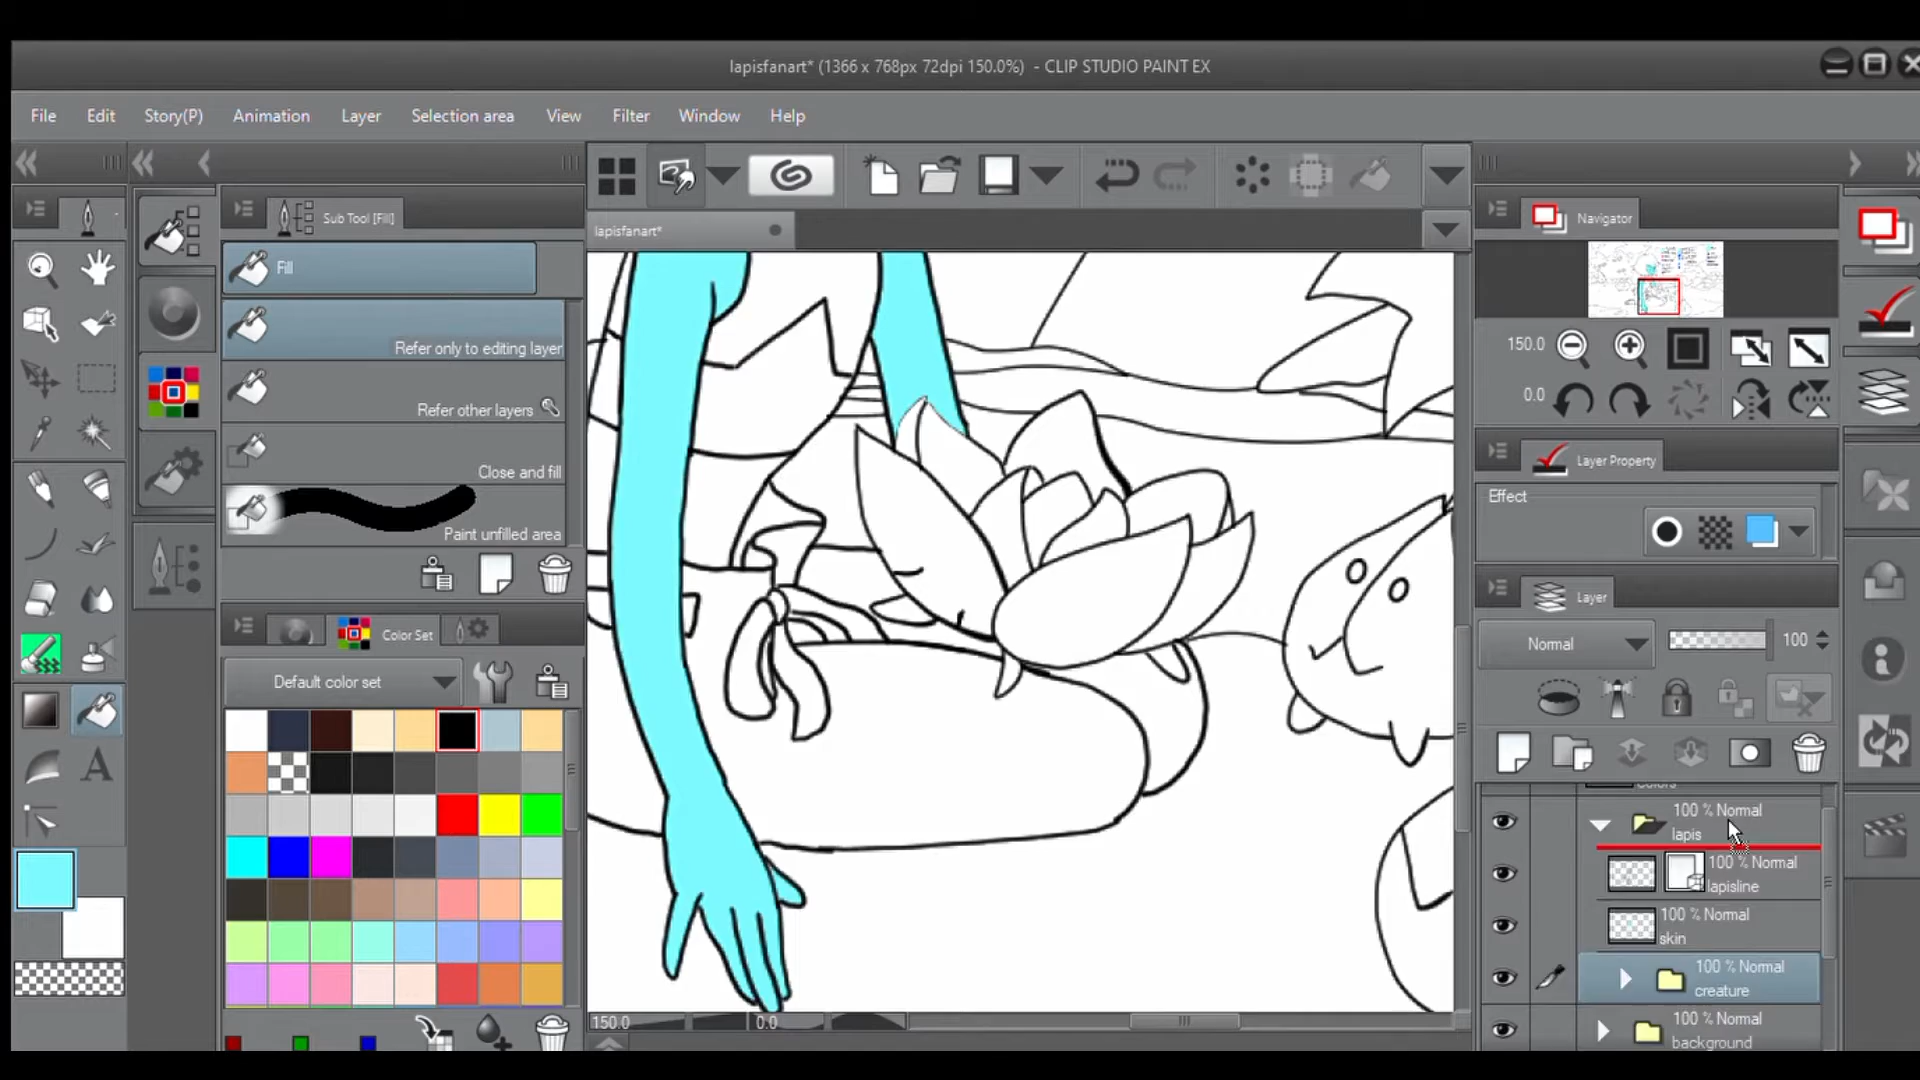 lapisfanart* (1366 x 768px 72dpi 150.0%) - CLIP STUDIO PAINT EX
File Edit Story(P) Animation Layer Selection area View Filter Window Help
Sub Tool [Fill]
Fill
Refer only to editing layer
Refer other layers
Close and fill
Paint unfilled area
Color Set
Default color set
lapisfanart*
150.0 0.0
Navigator
150.0
0.0
Layer Property
Effect
Layer
Normal 100
Colors
100 % Normal
lapis
100 % Normal
lapisline
100 % Normal
skin
100 % Normal
creature
100 % Normal
background